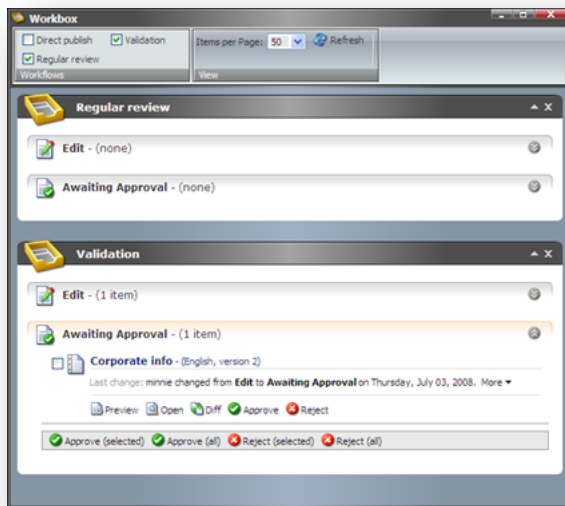 Workbox
Direct publish Validation Items per Page: 50 Refresh
Regular review
Workflows View
Regular review
Edit - (none)
Awaiting Approval - (none)
Validation
Edit - (1 item)
Awaiting Approval - (1 item)
Corporate info - (English, version 2)
Last change: minnie changed from Edit to Awaiting Approval on Thursday, July 03, 2008. More
Preview Open Diff Approve Reject
Approve (selected) Approve (all) Reject (selected) Reject (all)